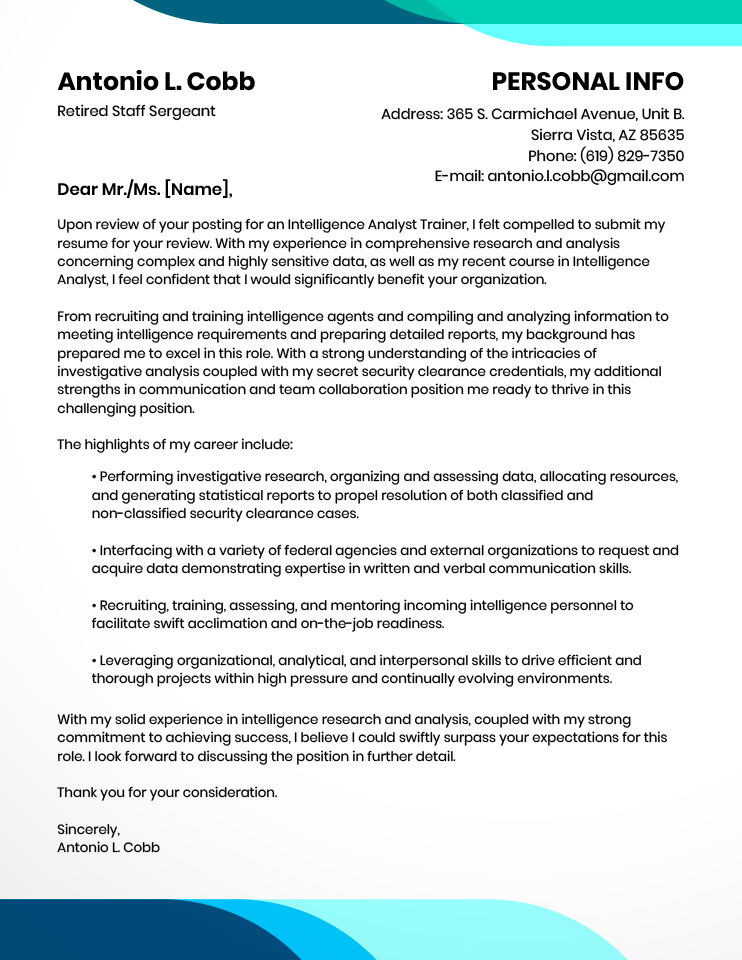 Antonio L. Cobb
Retired Staff Sergeant
PERSONAL INFO
Address: 365 S. Carmichael Avenue, Unit B.
Sierra Vista, AZ 85635
Phone: (619) 829-7350
E-mail: antonio.l.cobb@gmail.com
Dear Mr./Ms. [Name],
Upon review of your posting for an Intelligence Analyst Trainer, I felt compelled to submit my
resume for your review. With my experience in comprehensive research and analysis
concerning complex and highly sensitive data, as well as my recent course in Intelligence
Analyst, I feel confident that I would significantly benefit your organization.
From recruiting and training intelligence agents and compiling and analyzing information to
meeting intelligence requirements and preparing detailed reports, my background has
prepared me to excel in this role. With a strong understanding of the intricacies of
investigative analysis coupled with my secret security clearance credentials, my additional
strengths in communication and team collaboration position me ready to thrive in this
challenging position.
The highlights of my career include:
• Performing investigative research, organizing and assessing data, allocating resources,
and generating statistical reports to propel resolution of both classified and
non-classified security clearance cases.
• Interfacing with a variety of federal agencies and external organizations to request and
acquire data demonstrating expertise in written and verbal communication skills.
• Recruiting, training, assessing, and mentoring incoming intelligence personnel to
facilitate swift acclimation and on-the-job readiness.
• Leveraging organizational, analytical, and interpersonal skills to drive efficient and
thorough projects within high pressure and continually evolving environments.
With my solid experience in intelligence research and analysis, coupled with my strong
commitment to achieving success, I believe I could swiftly surpass your expectations for this
role. I look forward to discussing the position in further detail.
Thank you for your consideration.
Sincerely,
Antonio L. Cobb